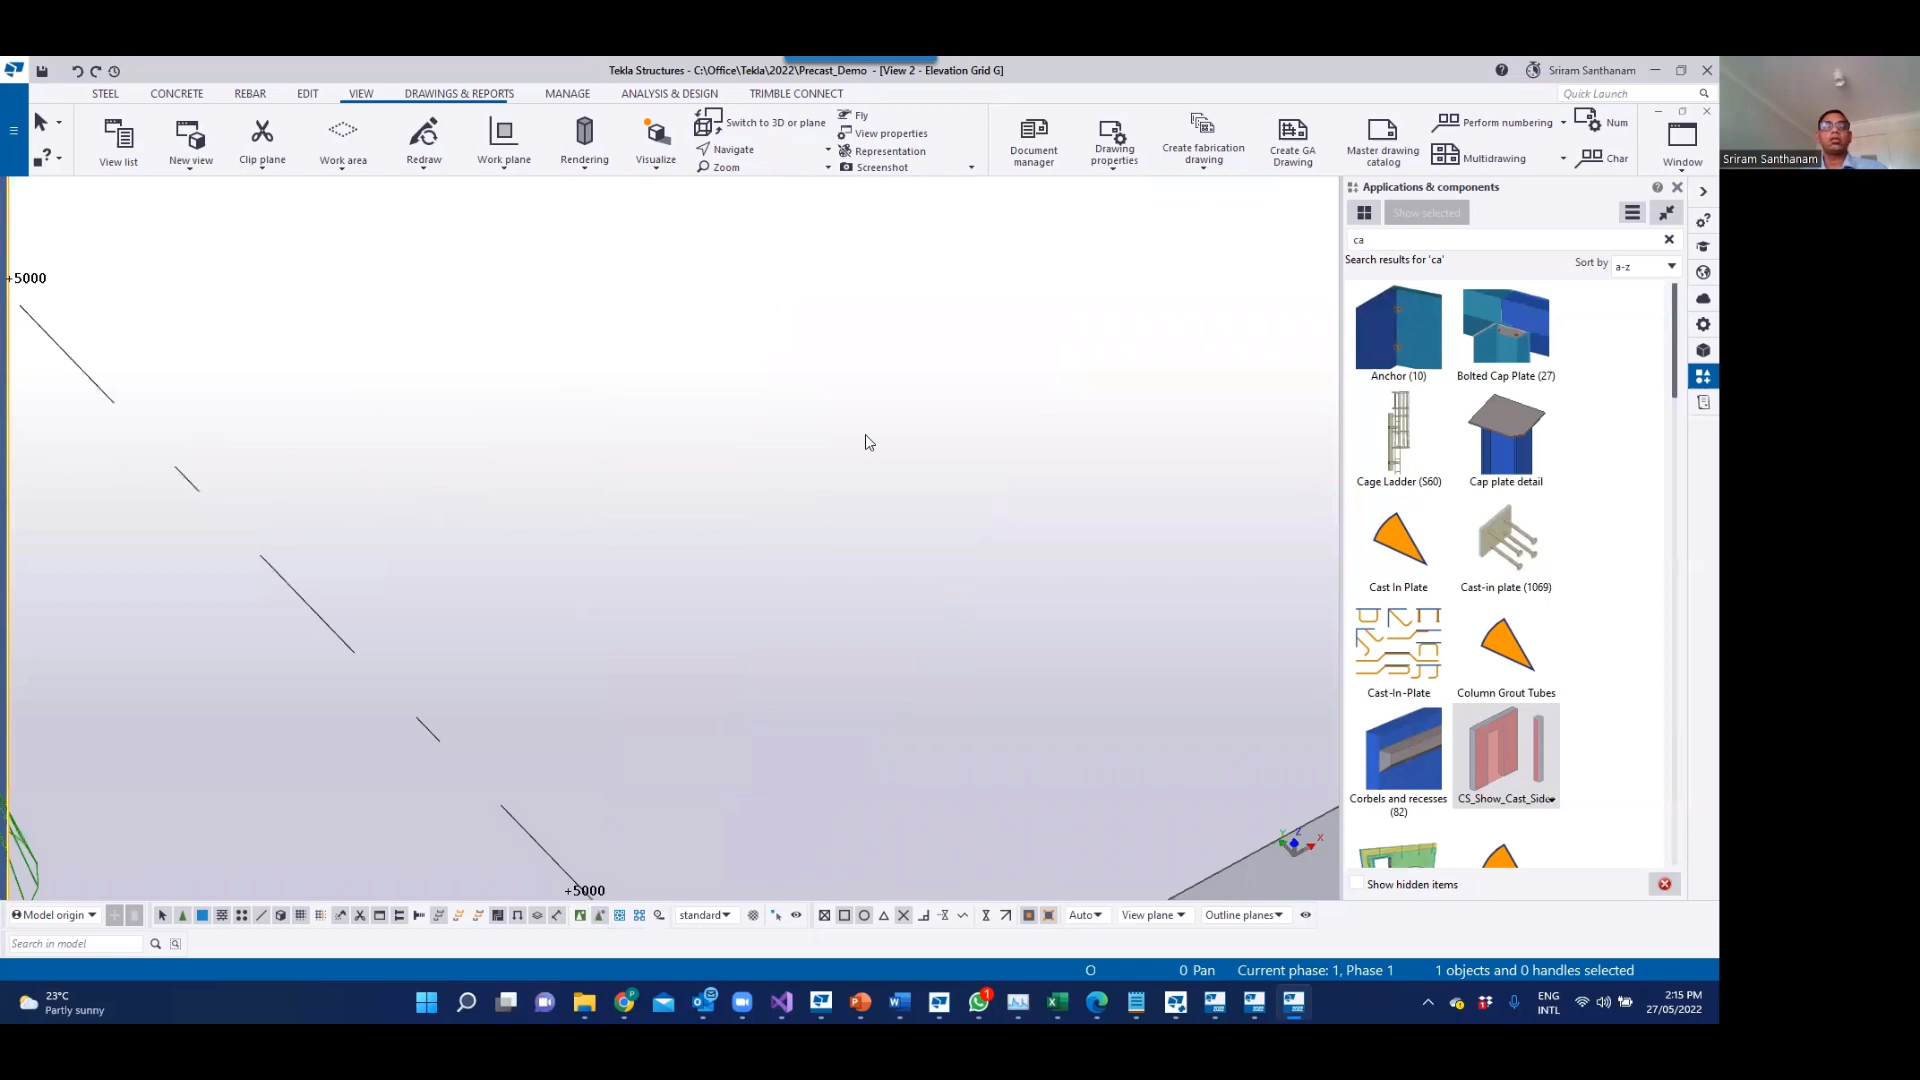 Tekla Structures - C:\Office\Tekla\2022\Precast_Demo - [View 2 - Elevation Grid G]
Sriram Santhanam
STEEL CONCRETE REBAR EDIT VIEW DRAWINGS & REPORTS MANAGE ANALYSIS & DESIGN TRIMBLE CONNECT
Quick Launch
View list
New view
Clip plane
Work area
Redraw
Work plane
Rendering
Visualize
Switch to 3D or plane
Navigate
Zoom
Fly
View properties
Representation
Screenshot
Document manager
Drawing properties
Create fabrication drawing
Create GA Drawing
Master drawing catalog
Perform numbering
Multidrawing
Num
Char
Window
Sriram Santhanam
Applications & components
Show selected
ca
Search results for 'ca'
Sort by a-z
Anchor (10)
Bolted Cap Plate (27)
Cage Ladder (S60)
Cap plate detail
Cast In Plate
Cast-in plate (1069)
Cast-In-Plate
Column Grout Tubes
Corbels and recesses (82)
CS_Show_Cast_Side
Show hidden items
+5000
+5000
Y Z X
Model origin
standard
Auto
View plane
Outline planes
Search in model
O 0 Pan Current phase: 1, Phase 1 1 objects and 0 handles selected
23°C
Partly sunny
ENG
INTL
2:15 PM
27/05/2022